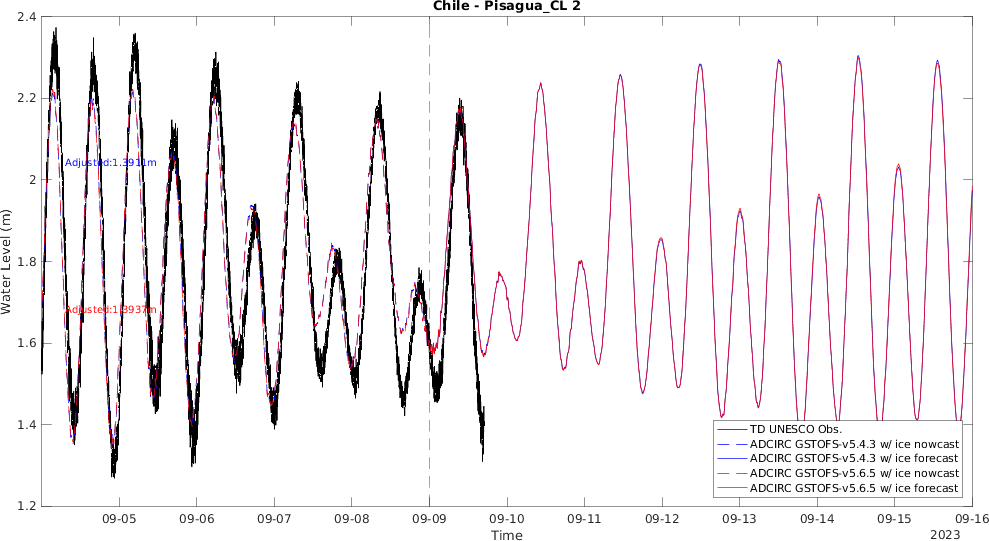 Chile - Pisagua_CL 2
Water Level (m)
2.4
2.2
2
1.8
1.6
1.4
1.2
Adjusted:1.3911m
Adjusted:1.3937m
TD UNESCO Obs.
ADCIRC GSTOFS-v5.4.3 w/ ice nowcast
ADCIRC GSTOFS-v5.4.3 w/ ice forecast
ADCIRC GSTOFS-v5.6.5 w/ ice nowcast
ADCIRC GSTOFS-v5.6.5 w/ ice forecast
09-05 09-06 09-07 09-08 09-09 09-10 09-11 09-12 09-13 09-14 09-15 09-16
Time
2023